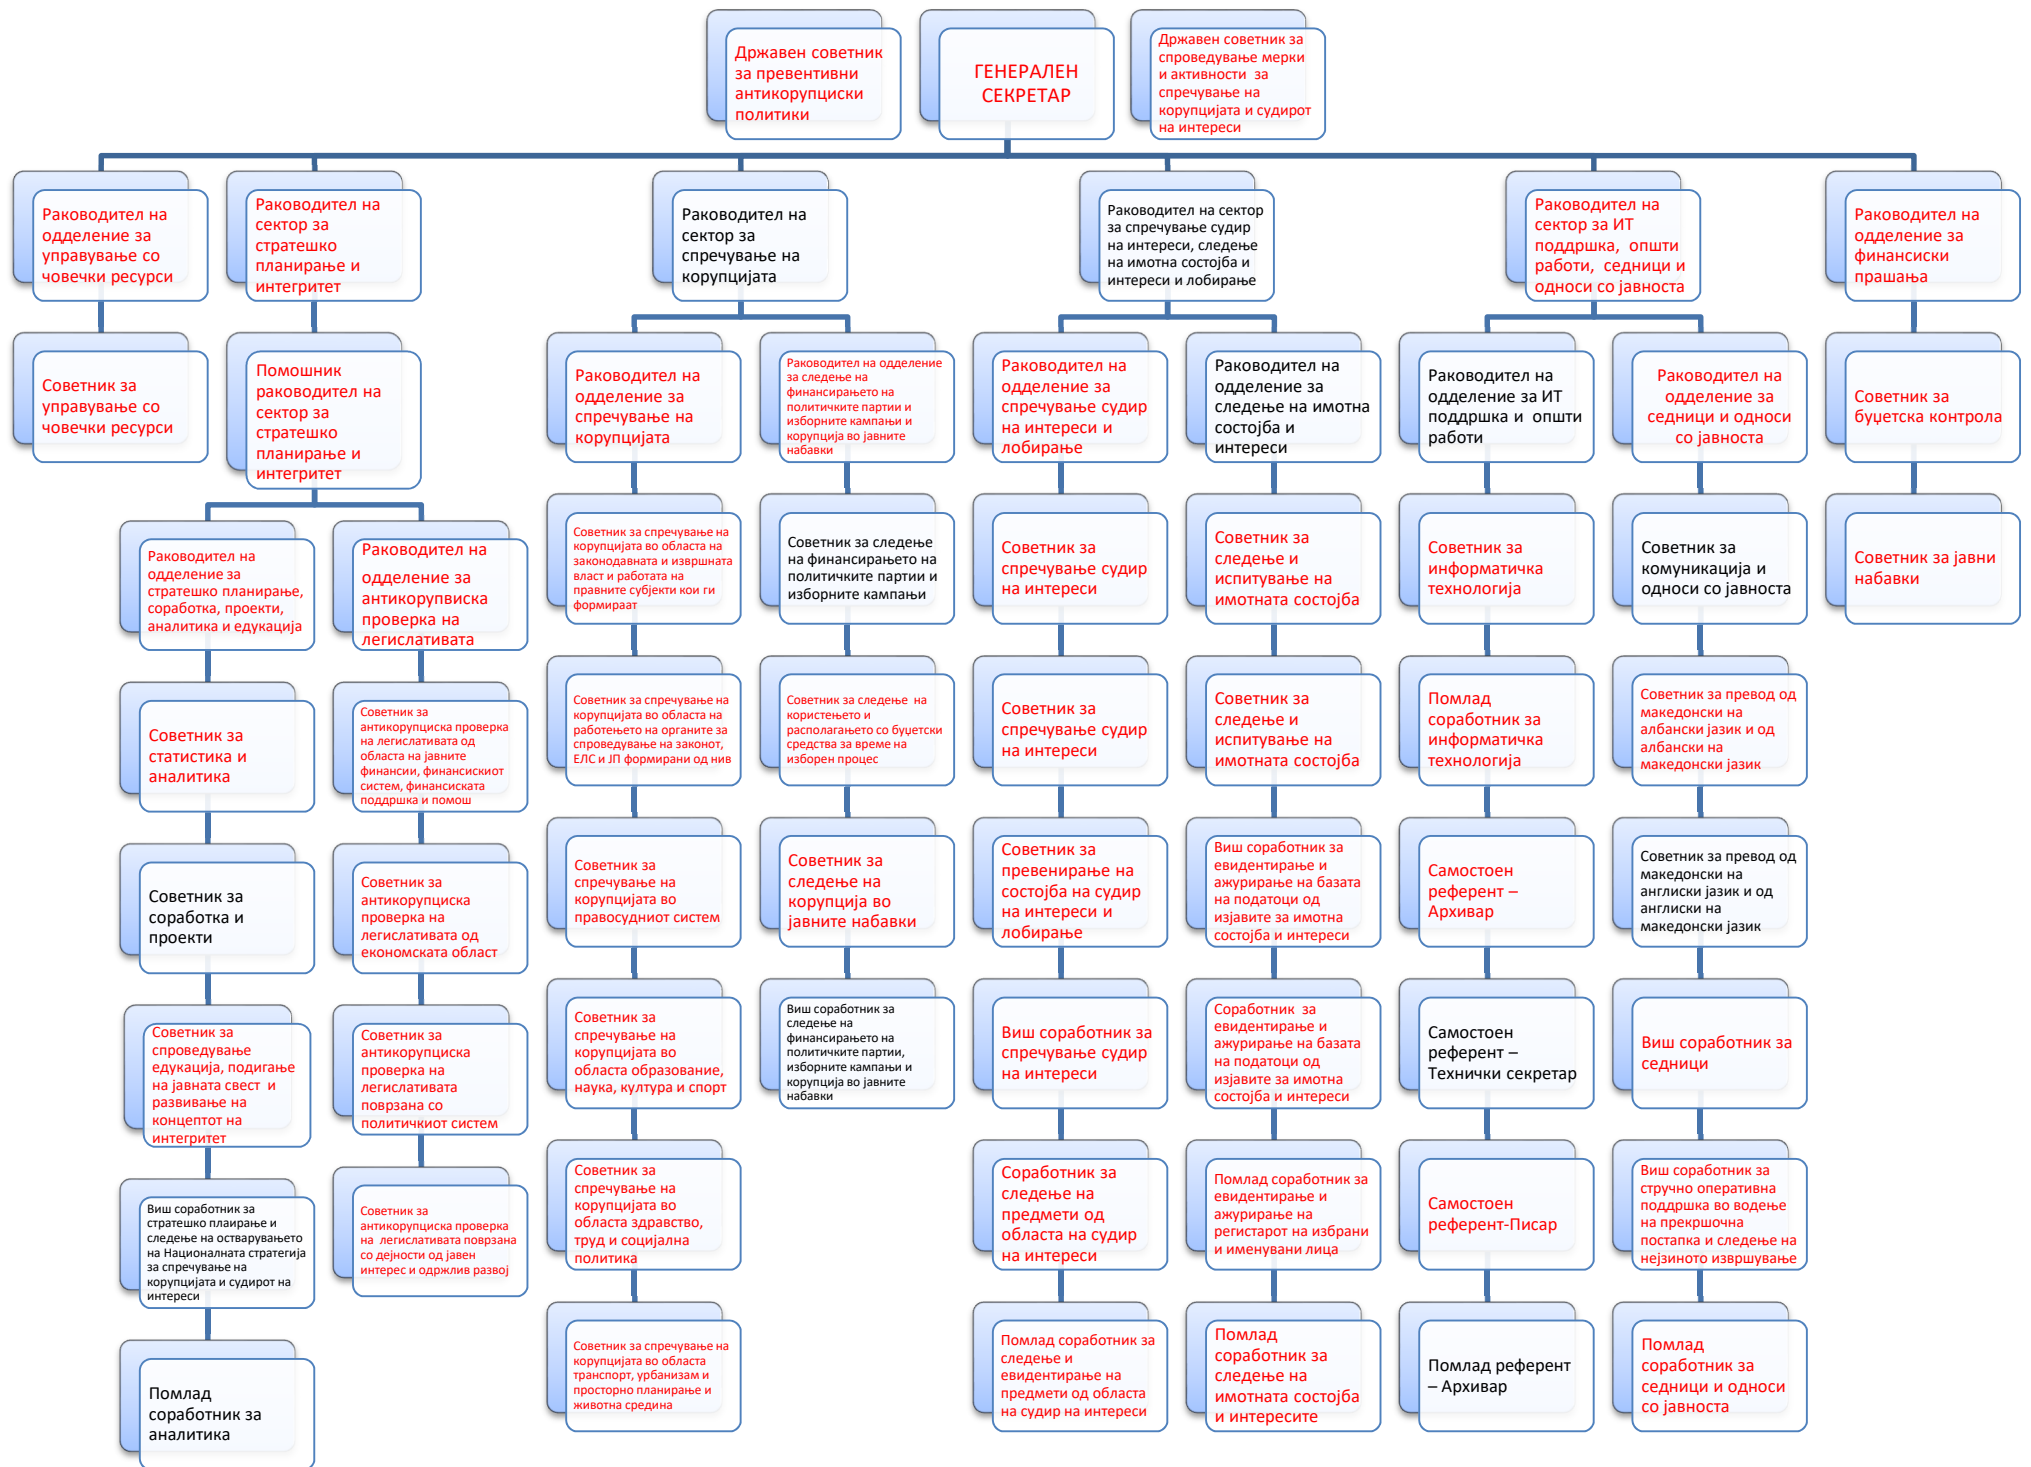 Државен советник
за превентивни
антикорупциски
политики
ГЕНЕРАЛЕН
СЕКРЕТАР
Државен советник за
спроведување мерки
и активности за
спречување на
корупцијата и судирот
на интереси
Раководител на
одделение за
управување со
човечки ресурси
Раководител на
сектор за
стратешко
планирање и
интегритет
Раководител на
сектор за
спречување на
корупцијата
Раководител на сектор
за спречување судир
на интереси, следење
на имотна состојба и
интереси и лобирање
Раководител на
сектор за ИТ
поддршка, општи
работи, седници и
односи со јавноста
Раководител на
одделение за
финансиски
прашања
Советник за
управување со
човечки ресурси
Помошник
раководител на
сектор за
стратешко
планирање и
интегритет
Раководител на
одделение за
спречување на
корупцијата
Раководител на одделение
за следење на
финансирањето на
политичките партии и
изборните кампањи и
корупција во јавните
набавки
Раководител на
одделение за
спречување судир
на интереси и
лобирање
Раководител на
одделение за
следење на имотна
состојба и
интереси
Раководител на
одделение за ИТ
поддршка и општи
работи
Раководител на
одделение за
седници и односи
со јавноста
Советник за
буџетска контрола
Раководител на
одделение за
стратешко планирање,
соработка, проекти,
аналитика и едукација
Раководител на
одделение за
антикорупвиска
проверка на
легислативата
Советник за спречување на
корупцијата во областа на
законодавната и извршната
власт и работата на
правните субјекти кои ги
формираат
Советник за следење
на финансирањето на
политичките партии и
изборните кампањи
Советник за
спречување судир
на интереси
Советник за
следење и
испитување на
имотната состојба
Советник за
информатичка
технологија
Советник за
комуникација и
односи со јавноста
Советник за јавни
набавки
Советник за
статистика и
аналитика
Советник за
антикорупциска проверка
на легислативата од
областа на јавните
финансии, финансискиот
систем, финансиската
поддршка и помош
Советник за спречување на
корупцијата во областа на
работењето на органите за
спроведување на законот,
ЕЛС и ЈП формирани од нив
Советник за следење на
користењето и
располагањето со буџетски
средства за време на
изборен процес
Советник за
спречување судир
на интереси
Советник за
следење и
испитување на
имотната состојба
Помлад
соработник за
информатичка
технологија
Советник за превод од
македонски на
албански јазик и од
албански на
македонски јазик
Советник за
соработка и
проекти
Советник за
антикорупциска
проверка на
легислативата од
економската област
Советник за
спречување на
корупцијата во
правосудниот систем
Советник за
следење на
корупција во
јавните набавки
Советник за
превенирање на
состојба на судир
на интереси и
лобирање
Виш соработник за
евидентирање и
ажурирање на базата
на податоци од
изјавите за имотна
состојба и интереси
Самостоен
референт –
Архивар
Советник за превод од
македонски на
англиски јазик и од
англиски на
македонски јазик
Советник за
спроведување
едукација, подигање
на јавната свест и
развивање на
концептот на
интегритет
Советник за
антикорупциска
проверка на
легислативата
поврзана со
политичкиот систем
Советник за
спречување на
корупцијата во
областа образование,
наука, култура и спорт
Виш соработник за
следење на
финансирањето на
политичките партии,
изборните кампањи и
корупција во јавните
набавки
Виш соработник за
спречување судир
на интереси
Соработник за
евидентирање и
ажурирање на базата
на податоци од
изјавите за имотна
состојба и интереси
Самостоен
референт –
Технички секретар
Виш соработник за
седници
Виш соработник за
стратешко плаирање и
следење на остварувањето
на Националната стратегија
за спречување на
корупцијата и судирот на
интереси
Советник за
антикорупциска проверка
на легислативата поврзана
со дејности од јавен
интерес и одржлив развој
Советник за
спречување на
корупцијата во
областа здравство,
труд и социјална
политика
Соработник за
следење на
предмети од
областа на судир
на интереси
Помлад соработник за
евидентирање и
ажурирање на
регистарот на избрани
и именувани лица
Самостоен
референт-Писар
Виш соработник за
стручно оперативна
поддршка во водење
на прекршочна
постапка и следење на
нејзиното извршување
Помлад
соработник за
аналитика
Советник за спречување на
корупцијата во областа
транспорт, урбанизам и
просторно планирање и
животна средина
Помлад соработник за
следење и
евидентирање на
предмети од областа
на судир на интереси
Помлад
соработник за
следење на
имотната состојба
и интересите
Помлад референт
– Архивар
Помлад
соработник за
седници и односи
со јавноста